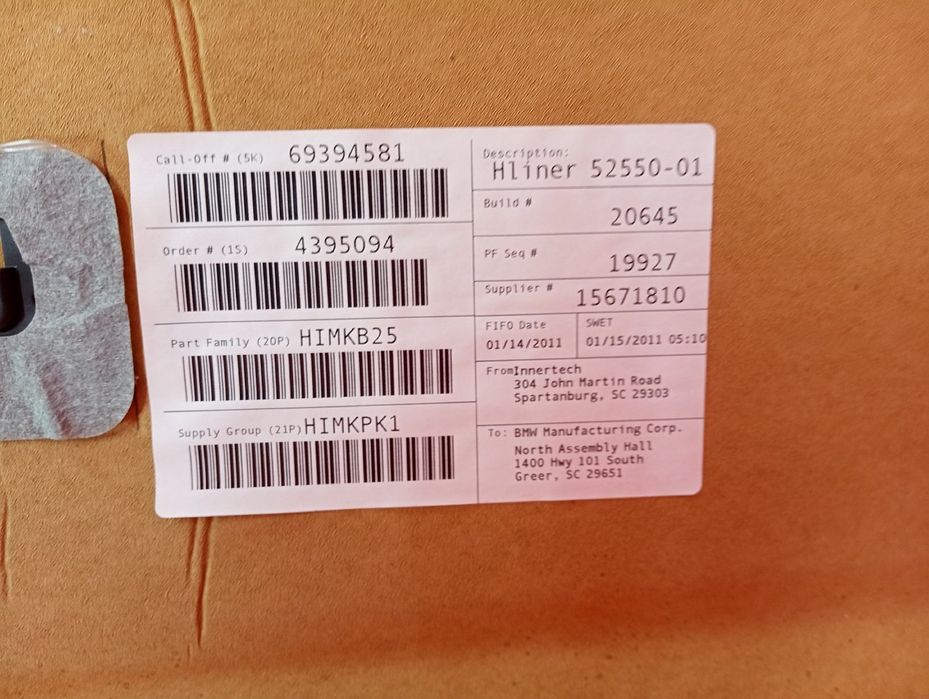 Call-Off # (5K) 69394581
Order # (15) 4395094
Part Family (20P) HIMKB25
Supply Group (21P) HIMKPK1
Description:
Hliner 52550-01
Build #
20645
PF Seq #
19927
Supplier # 15671810
FIFO Date
01/14/2011
SWET
01/15/2011 05:10
From Innertech
304 John Martin Road
Spartanburg, SC 29303
To: BMW Manufacturing Corp.
North Assembly Hall
1400 Hwy 101 South
Greer, SC 29651